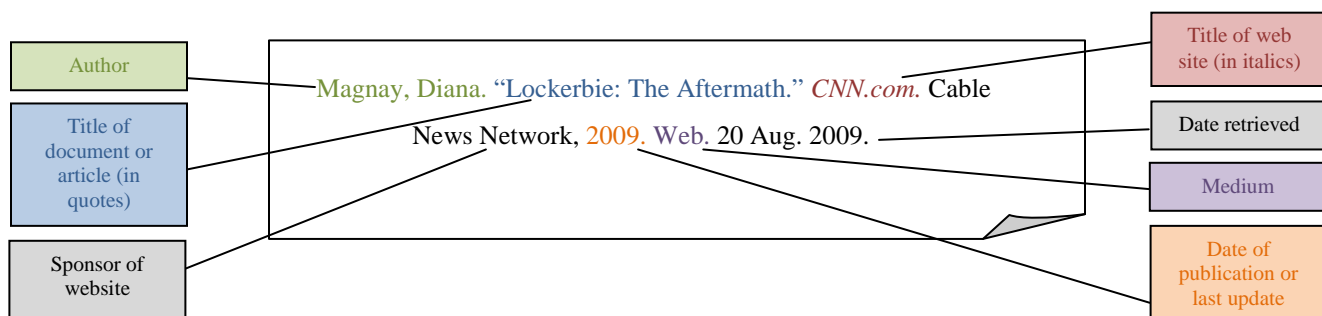 Author
Title of
document or
article (in
quotes)
Sponsor of
website
Magnay, Diana. “Lockerbie: The Aftermath.” CNN.com. Cable
News Network, 2009. Web. 20 Aug. 2009.
Title of web
site (in italics)
Date retrieved
Medium
Date of
publication or
last update